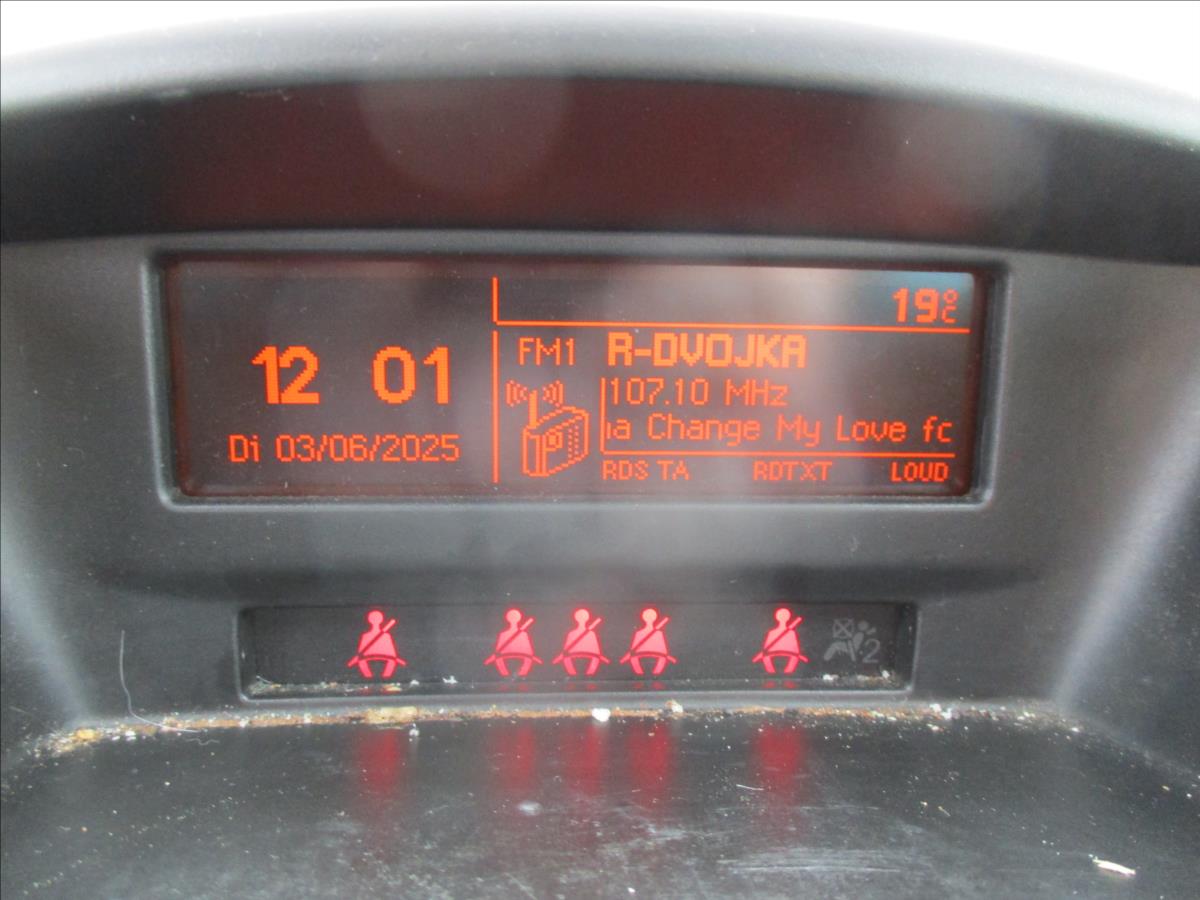 19°C
12 01
Di 03/06/2025
FM1 R-DVOJKA
107.10 MHz
a Change My Love fc
RDS TA RDTXT LOUD
2